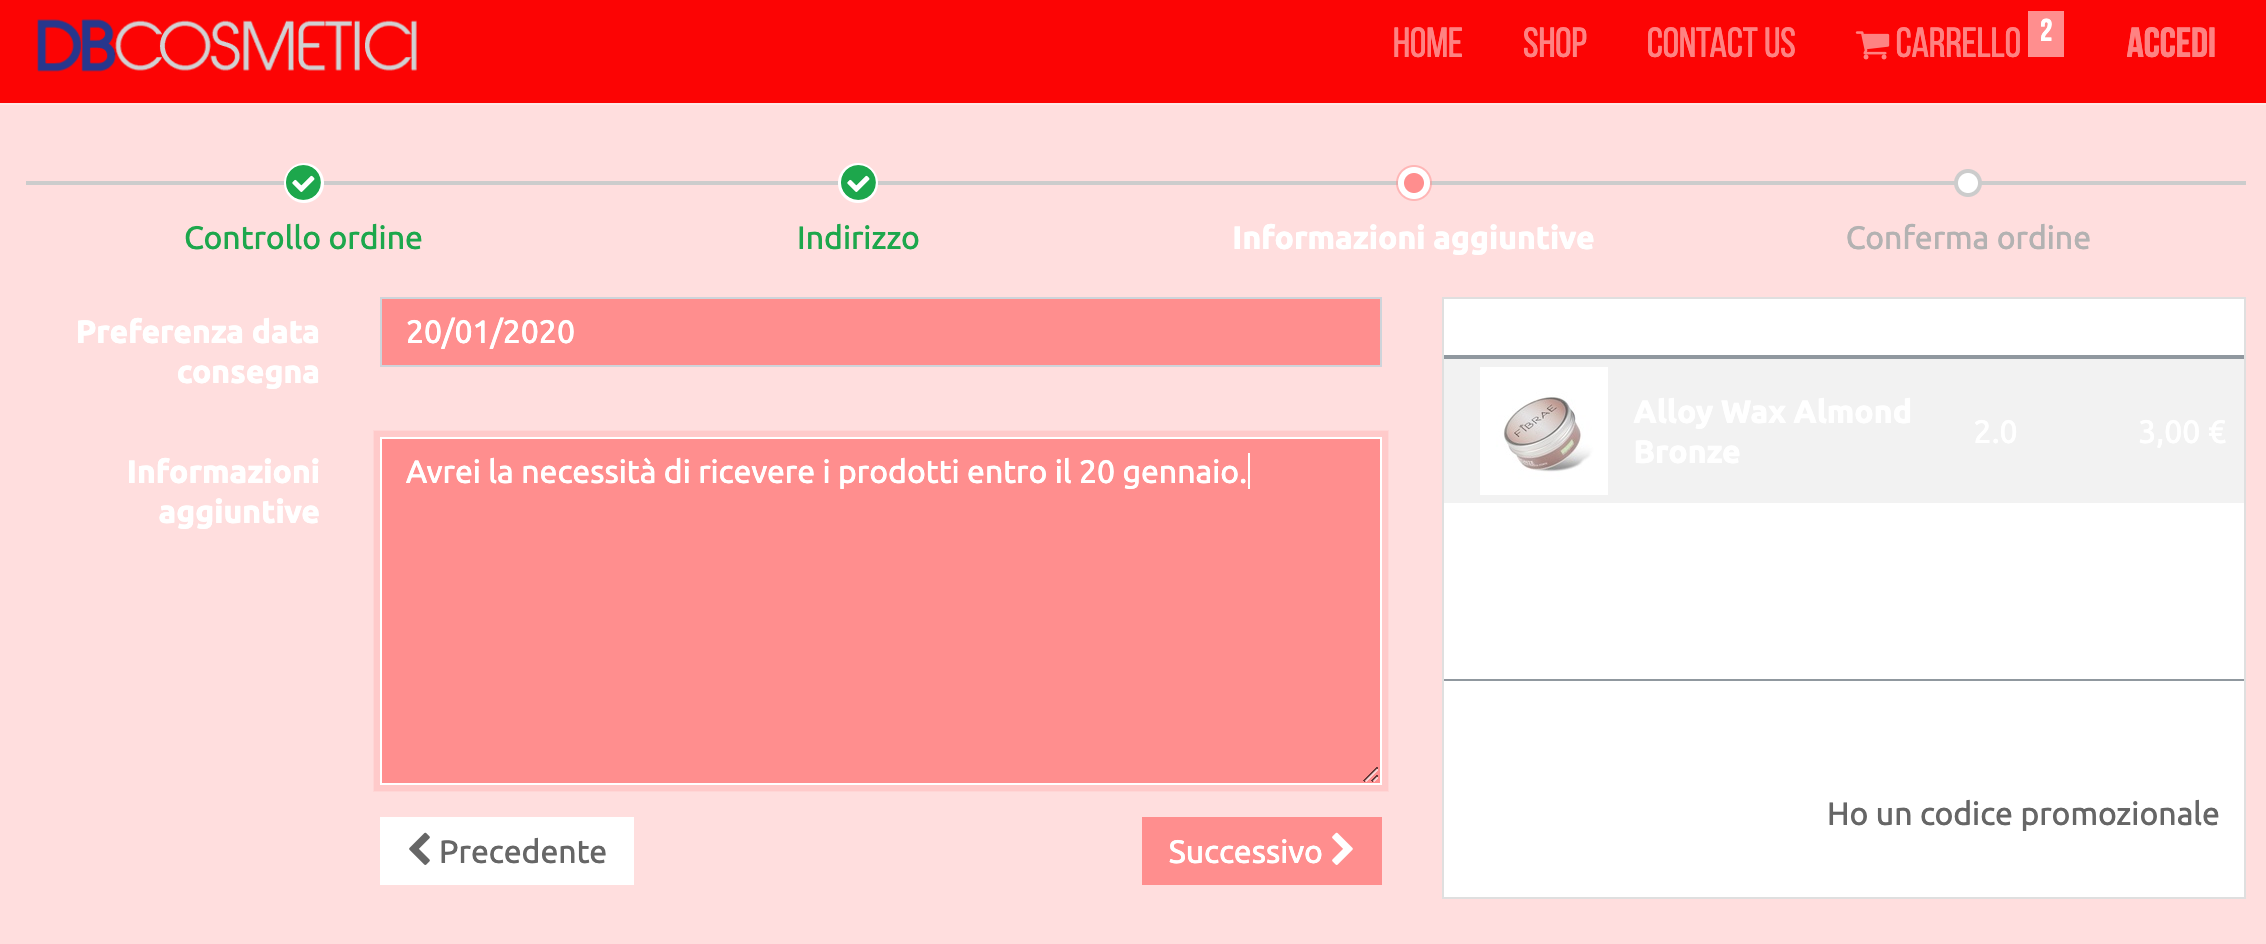 DBCOSMETICI
HOME SHOP CONTACT US CARRELLO 2 ACCEDI
Controllo ordine
Indirizzo
Informazioni aggiuntive
Conferma ordine
Preferenza data
consegna
20/01/2020
Informazioni
aggiuntive
Avrei la necessità di ricevere i prodotti entro il 20 gennaio.
Precedente
Successivo
FIBRAE
Alloy Wax Almond
Bronze
2.0
3,00 €
Ho un codice promozionale